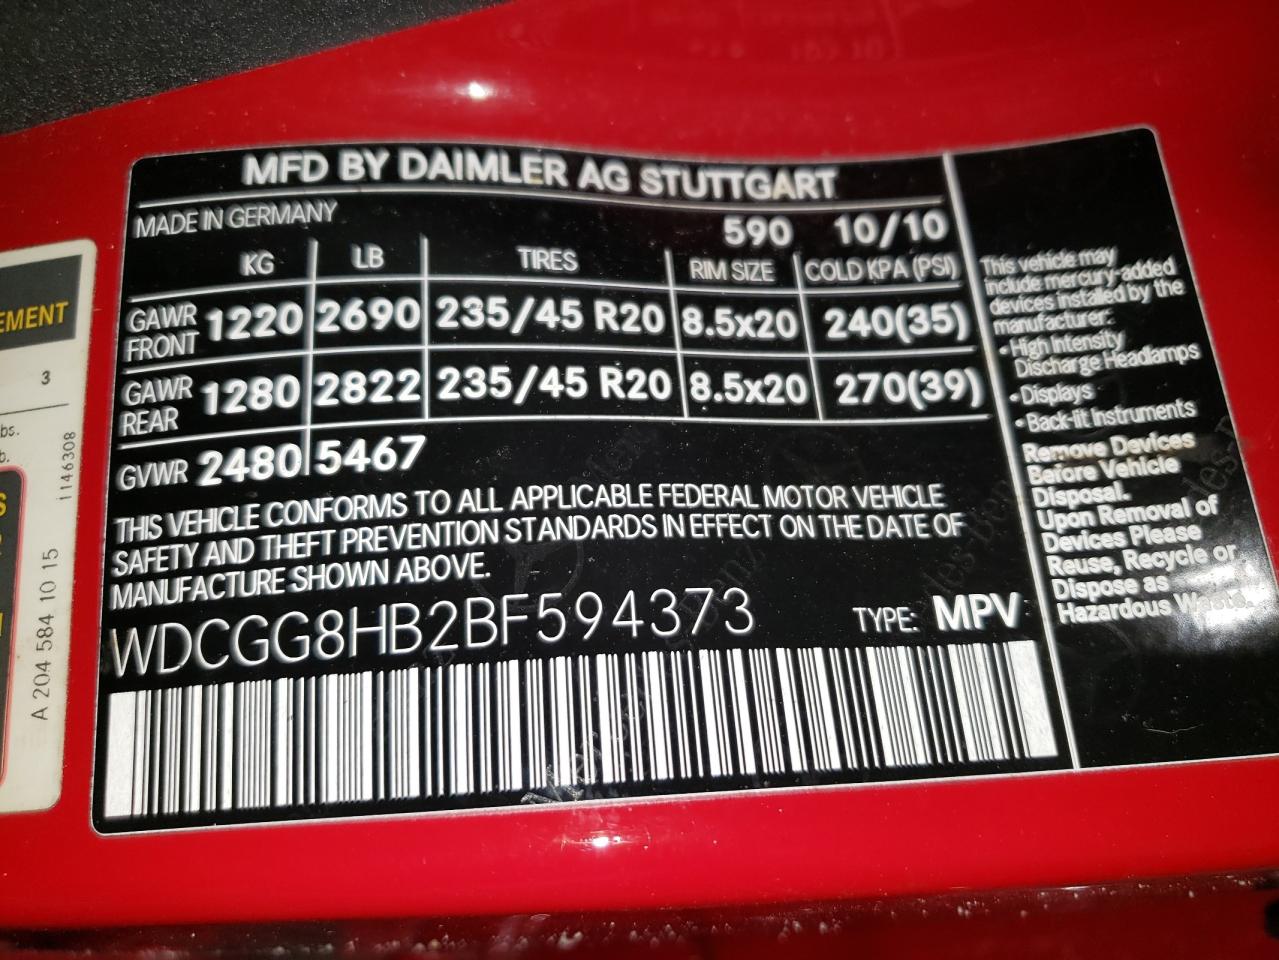 MFD BY DAIMLER AG STUTTGART
MADE IN GERMANY 590 10/10
KG LB TIRES RIM SIZE COLD KPA (PSI)
GAWR FRONT 1220 2690 235/45 R20 8.5x20 240(35)
GAWR REAR 1280 2822 235/45 R20 8.5x20 270(39)
GVWR 2480 5467
THIS VEHICLE CONFORMS TO ALL APPLICABLE FEDERAL MOTOR VEHICLE
SAFETY AND THEFT PREVENTION STANDARDS IN EFFECT ON THE DATE OF
MANUFACTURE SHOWN ABOVE.
WDCGG8HB2BF594373 TYPE: MPV
This vehicle may
include mercury-added
devices installed by the
manufacturer:
• High Intensity
Discharge Headlamps
• Displays
• Back-lit Instruments
Remove Devices
Before Vehicle
Disposal.
Upon Removal of
Devices Please
Reuse, Recycle or
Dispose as
Hazardous Waste.
EMENT
3
bs.
b.
1146308
A 204 584 10 15